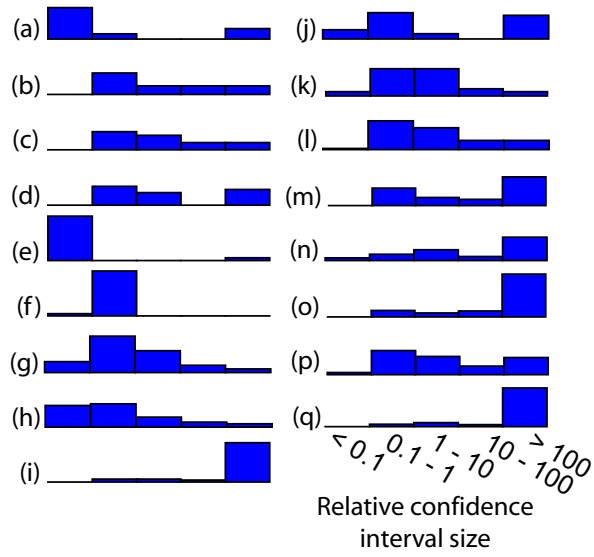 (a)
(b)
(c)
(d)
(e)
(f)
(g)
(h)
(i)
(j)
(k)
(l)
(m)
(n)
(o)
(p)
(q)
< 0.1
0.1 - 1
1 - 10
10 - 100
> 100
Relative confidence
interval size